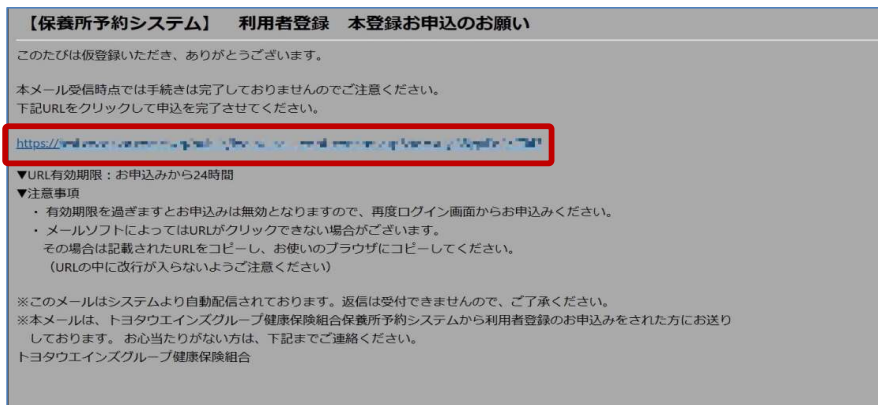 【保養所予約システム】　利用者登録　本登録お申込のお願い
このたびは仮登録いただき、ありがとうございます。
本メール受信時点では手続きは完了しておりませんのでご注意ください。
下記URLをクリックして申込を完了させてください。
https://
▼URL有効期限：お申込みから24時間
▼注意事項
・ 有効期限を過ぎますとお申込みは無効となりますので、再度ログイン画面からお申込みください。
・ メールソフトによってはURLがクリックできない場合がございます。
その場合は記載されたURLをコピーし、お使いのブラウザにコピーしてください。
（URLの中に改行が入らないようご注意ください）
※このメールはシステムより自動配信されております。返信は受付できませんので、ご了承ください。
※本メールは、トヨタウエインズグループ健康保険組合保養所予約システムから利用者登録のお申込みをされた方にお送り
しております。 お心当たりがない方は、下記までご連絡ください。
トヨタウエインズグループ健康保険組合